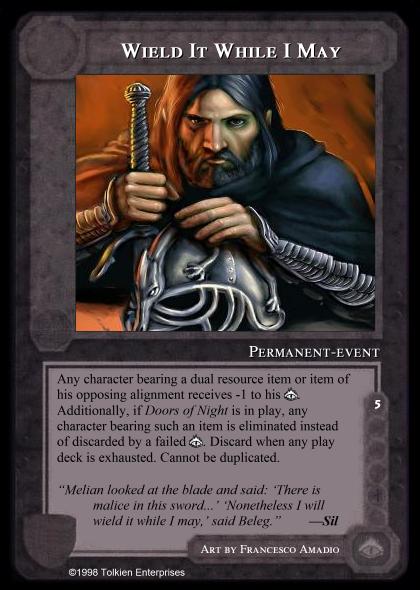 Wield It While I May
Permanent-event
Any character bearing a dual resource item or item of
his opposing alignment receives -1 to his .
Additionally, if Doors of Night is in play, any
character bearing such an item is eliminated instead
of discarded by a failed . Discard when any play
deck is exhausted. Cannot be duplicated.
5
“Melian looked at the blade and said: ‘There is
malice in this sword...’ ‘Nonetheless I will
wield it while I may,’ said Beleg.” —Sil
Art by Francesco Amadio
©1998 Tolkien Enterprises